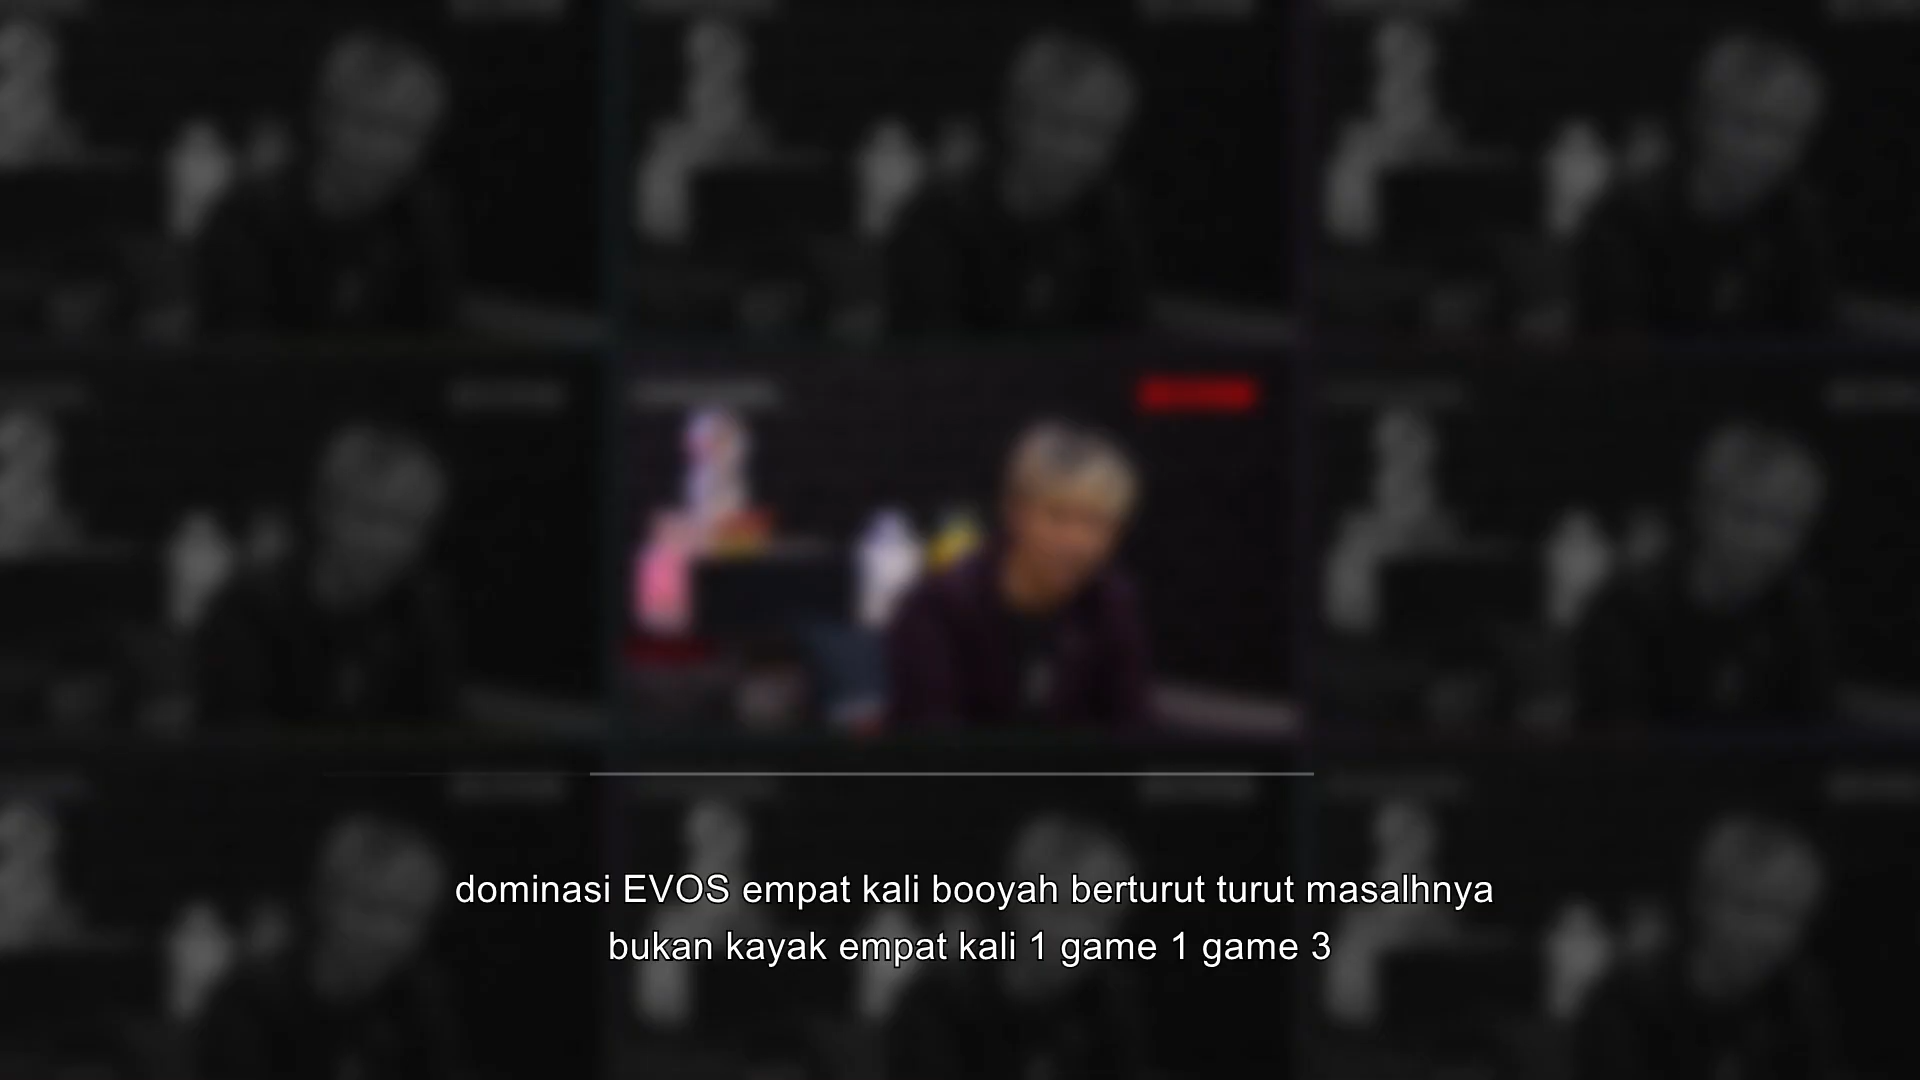 dominasi EVOS empat kali booyah berturut turut masalhnya
bukan kayak empat kali 1 game 1 game 3